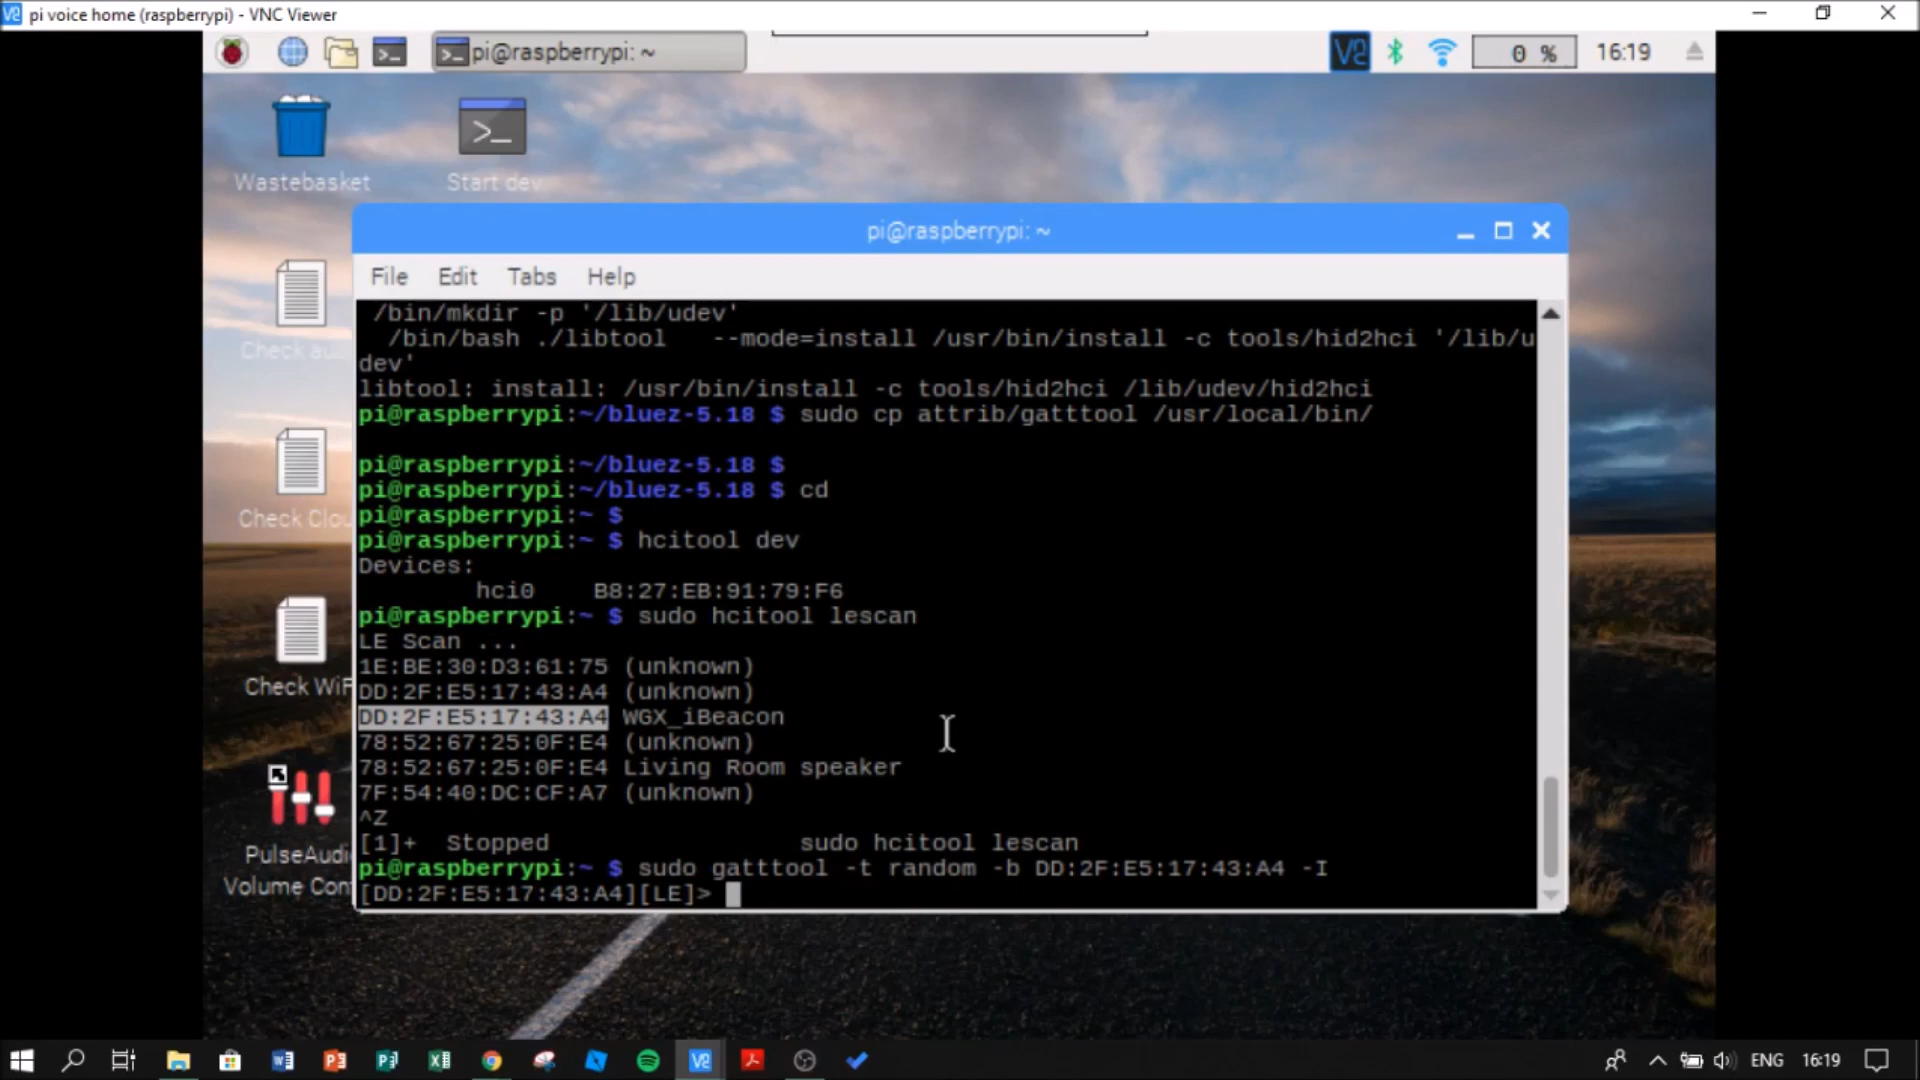 pi voice home (raspberrypi) - VNC Viewer
pi@raspberrypi: ~
0 %
16:19
Wastebasket
Start dev
pi@raspberrypi: ~
File Edit Tabs Help
/bin/mkdir -p '/lib/udev'
/bin/bash ./libtool   --mode=install /usr/bin/install -c tools/hid2hci '/lib/u
dev'
libtool: install: /usr/bin/install -c tools/hid2hci /lib/udev/hid2hci
pi@raspberrypi:~/bluez-5.18 $ sudo cp attrib/gatttool /usr/local/bin/
pi@raspberrypi:~/bluez-5.18 $
pi@raspberrypi:~/bluez-5.18 $ cd
pi@raspberrypi:~ $
pi@raspberrypi:~ $ hcitool dev
Devices:
hci0    B8:27:EB:91:79:F6
pi@raspberrypi:~ $ sudo hcitool lescan
LE Scan ...
1E:BE:30:D3:61:75 (unknown)
DD:2F:E5:17:43:A4 (unknown)
DD:2F:E5:17:43:A4 WGX_iBeacon
78:52:67:25:0F:E4 (unknown)
78:52:67:25:0F:E4 Living Room speaker
7F:54:40:DC:CF:A7 (unknown)
^Z
[1]+  Stopped                 sudo hcitool lescan
pi@raspberrypi:~ $ sudo gatttool -t random -b DD:2F:E5:17:43:A4 -I
[DD:2F:E5:17:43:A4][LE]>
Check
Check Clou
Check WiF
PulseAudi
Volume Con
ENG
16:19